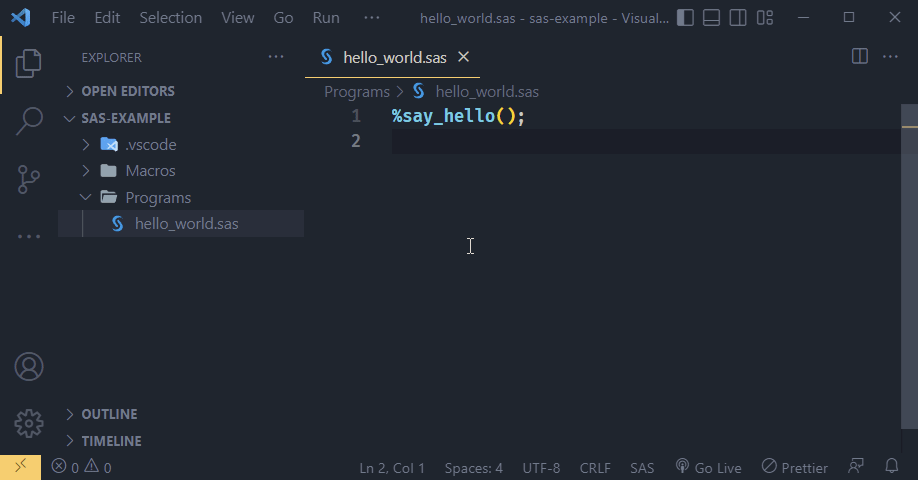 File Edit Selection View Go Run ··· hello_world.sas - sas-example - Visual...
EXPLORER ···
hello_world.sas
OPEN EDITORS
Programs > hello_world.sas
SAS-EXAMPLE
1 %say_hello();
2
.vscode
Macros
Programs
hello_world.sas
OUTLINE
TIMELINE
0 0 Ln 2, Col 1 Spaces: 4 UTF-8 CRLF SAS Go Live Prettier